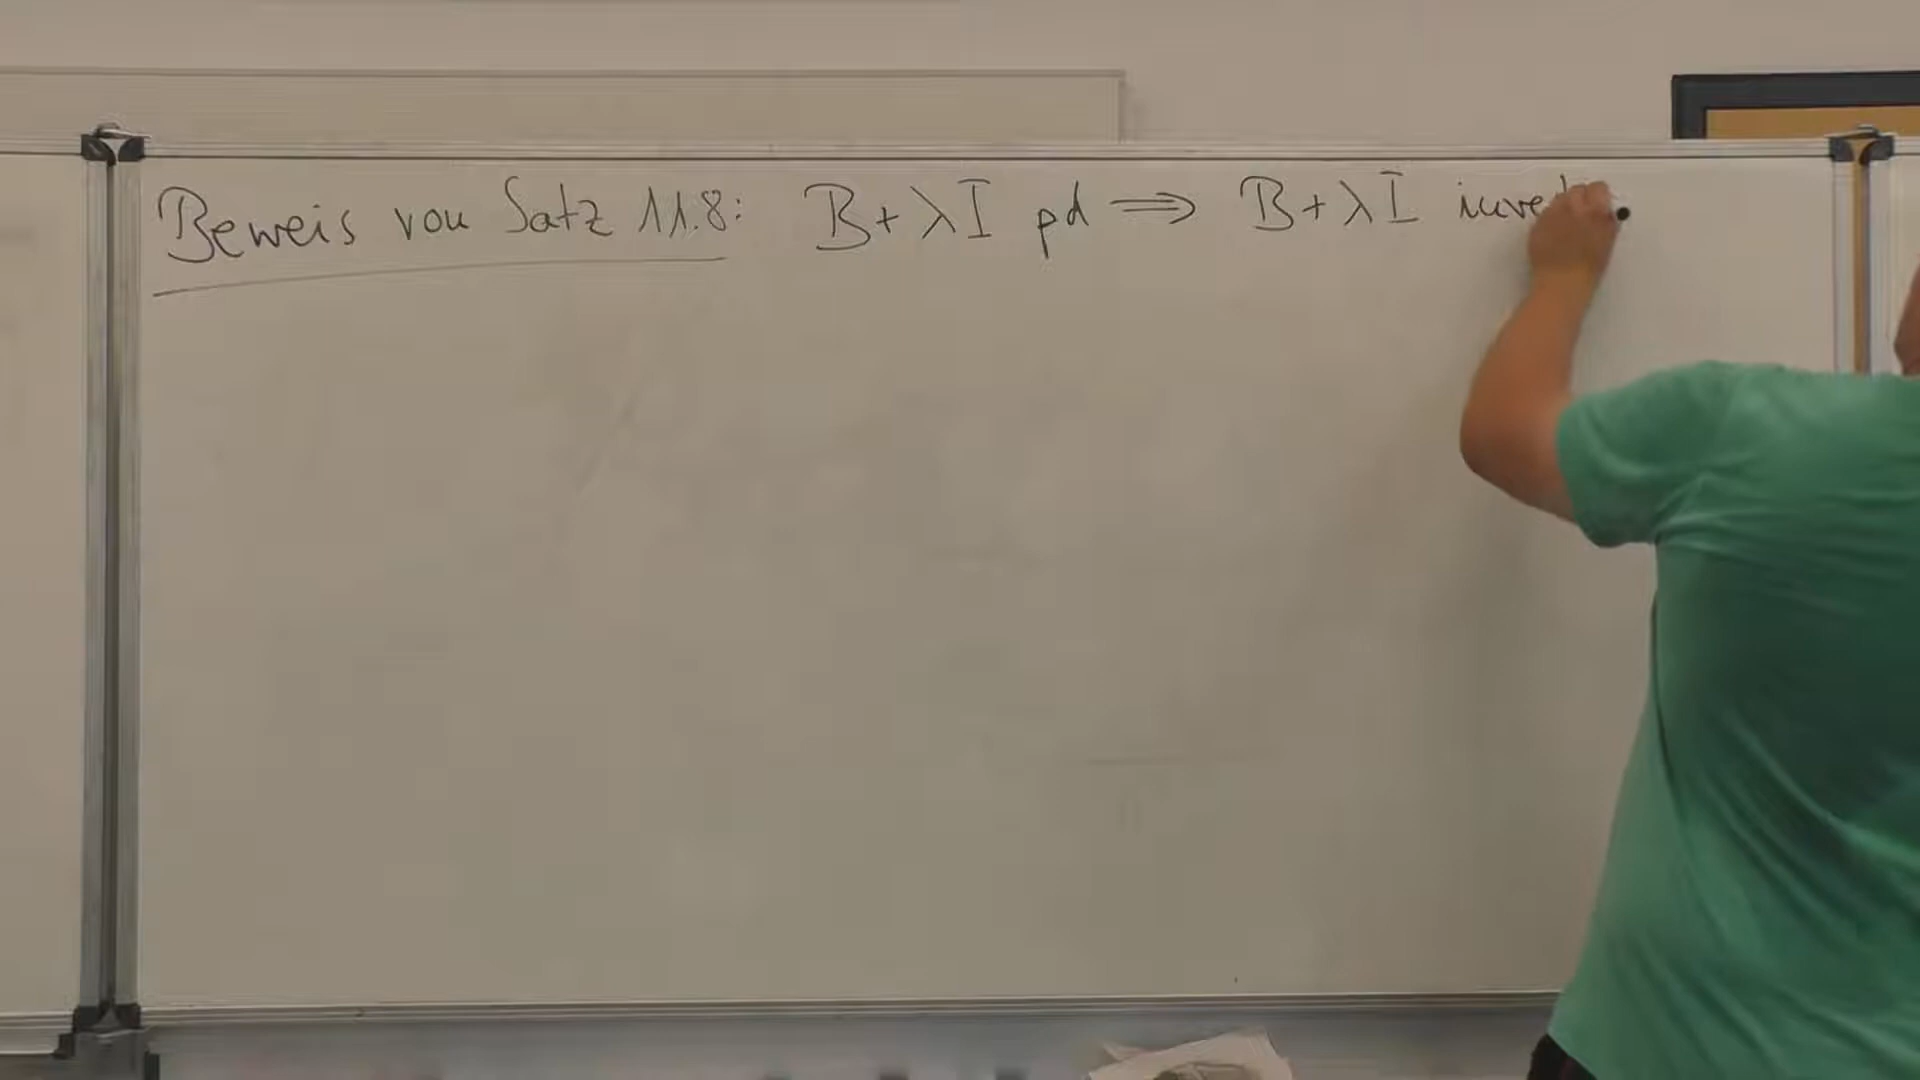 Beweis von Satz 11.8: B+λI pd ⟹ B+λI